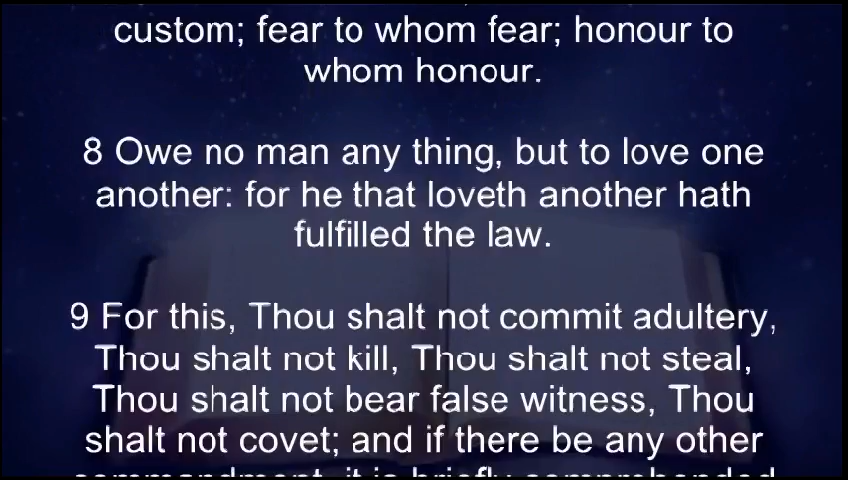 custom; fear to whom fear; honour to
whom honour.
8 Owe no man any thing, but to love one
another: for he that loveth another hath
fulfilled the law.
9 For this, Thou shalt not commit adultery,
Thou shalt not kill, Thou shalt not steal,
Thou shalt not bear false witness, Thou
shalt not covet; and if there be any other
commandment, it is briefly comprehended